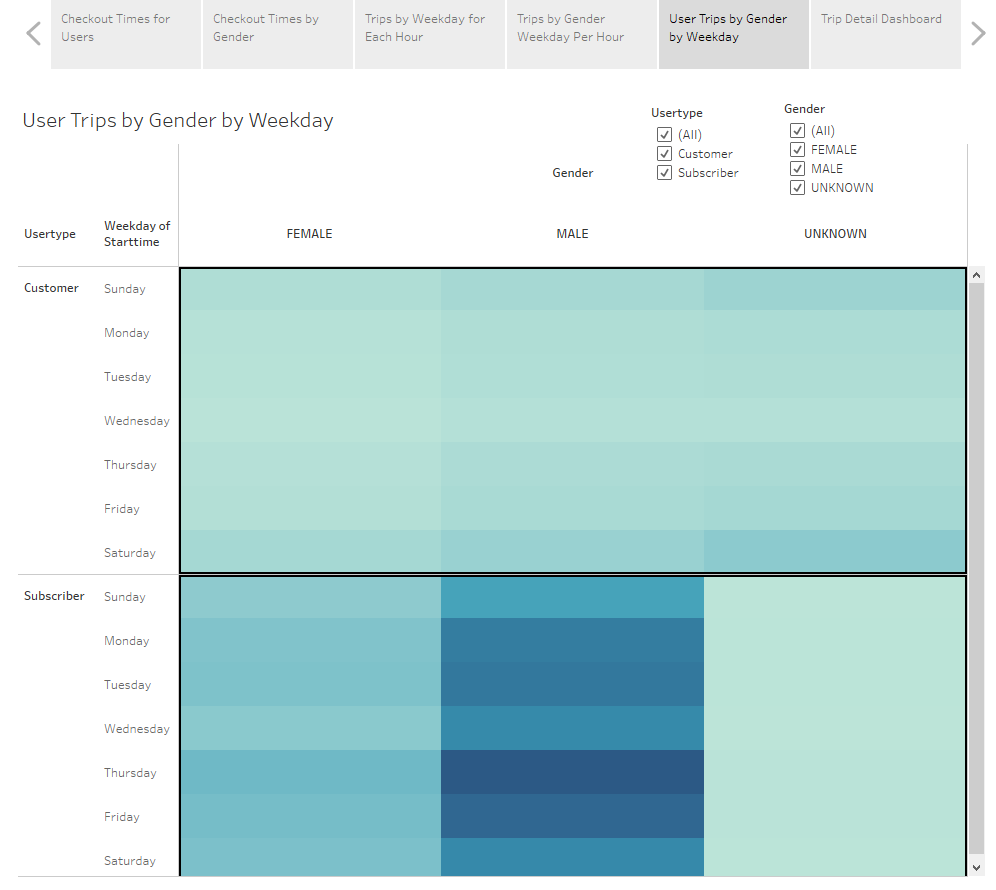 Checkout Times for
Users
Checkout Times by
Gender
Trips by Weekday for
Each Hour
Trips by Gender
Weekday Per Hour
User Trips by Gender
by Weekday
Trip Detail Dashboard
User Trips by Gender by Weekday
Usertype
(All)
Customer
Subscriber
Gender
(All)
FEMALE
MALE
UNKNOWN
Gender
Usertype
Weekday of
Starttime
FEMALE
MALE
UNKNOWN
Customer
Sunday
Monday
Tuesday
Wednesday
Thursday
Friday
Saturday
Subscriber
Sunday
Monday
Tuesday
Wednesday
Thursday
Friday
Saturday